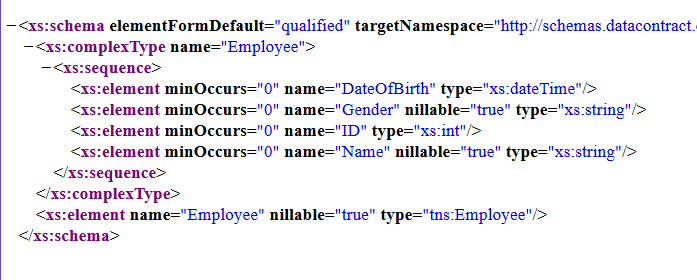 −<xs:schema elementFormDefault="qualified" targetNamespace="http://schemas.datacontract.
−<xs:complexType name="Employee">
−<xs:sequence>
<xs:element minOccurs="0" name="DateOfBirth" type="xs:dateTime"/>
<xs:element minOccurs="0" name="Gender" nillable="true" type="xs:string"/>
<xs:element minOccurs="0" name="ID" type="xs:int"/>
<xs:element minOccurs="0" name="Name" nillable="true" type="xs:string"/>
</xs:sequence>
</xs:complexType>
<xs:element name="Employee" nillable="true" type="tns:Employee"/>
</xs:schema>